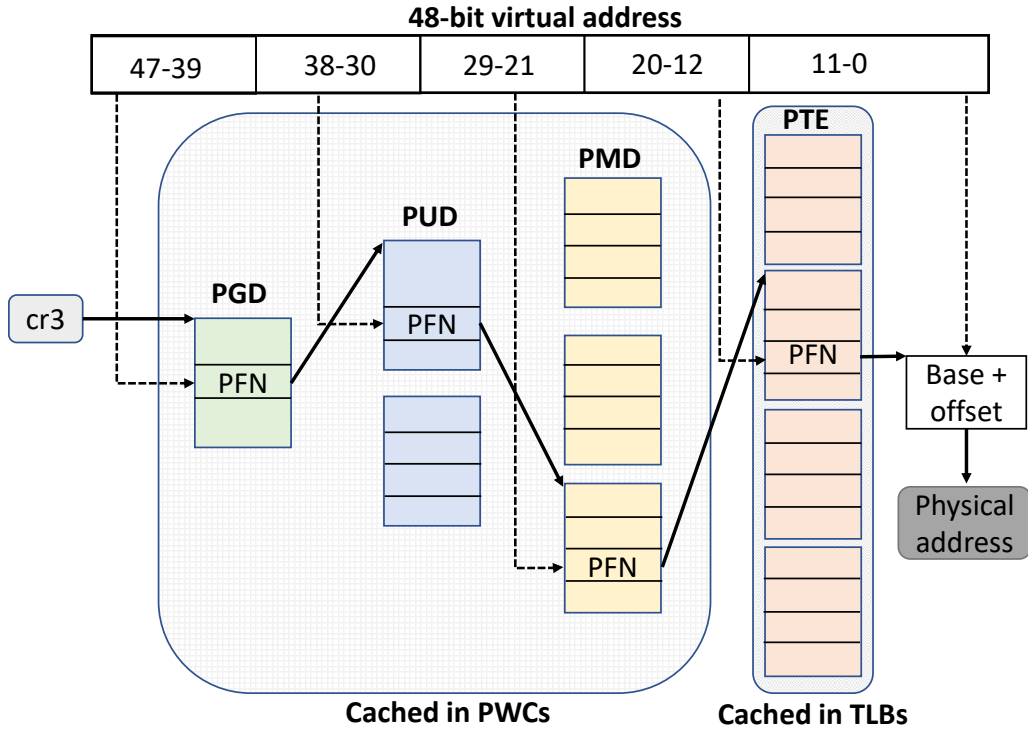 48-bit virtual address
47-39
38-30
29-21
20-12
11-0
PTE
PMD
PUD
PGD
cr3
PFN
PFN
PFN
PFN
Base +
offset
Physical
address
Cached in PWCs
Cached in TLBs